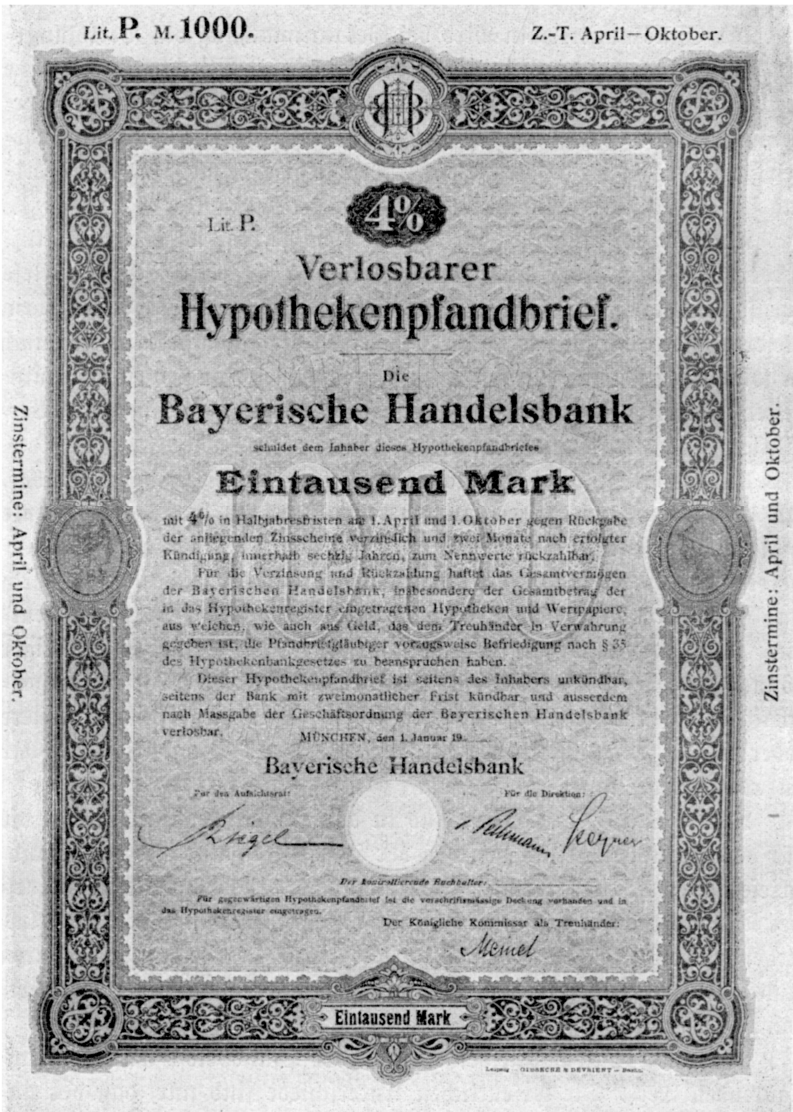 Lit. P. M. 1000.
Z.-T. April—Oktober.
HB
Lit. P.
4%
Verlosbarer
Hypothekenpfandbrief.
Die
Bayerische Handelsbank
schuldet dem Inhaber dieses Hypothekenpfandbriefes
Eintausend Mark
mit 4% in Halbjahresfristen am 1. April und 1. Oktober gegen Rückgabe
der anliegenden Zinsscheine verzinslich und zwei Monate nach erfolgter
Kündigung, innerhalb sechzig Jahren, zum Nennwerte rückzahlbar.
Für die Verzinsung und Rückzahlung haftet das Gesamtvermögen
der Bayerischen Handelsbank, insbesondere der Gesamtbetrag der
in das Hypothekenregister eingetragenen Hypotheken und Wertpapiere,
aus welchen, wie auch aus Geld, das dem Treuhänder in Verwahrung
gegeben ist, die Pfandbriefgläubiger vorzugsweise Befriedigung nach § 35
des Hypothekenbankgesetzes zu beanspruchen haben.
Dieser Hypothekenpfandbrief ist seitens des Inhabers unkündbar,
seitens der Bank mit zweimonatlicher Frist kündbar und ausserdem
nach Massgabe der Geschäftsordnung der Bayerischen Handelsbank
verlosbar.
MÜNCHEN, den 1. Januar 19
Bayerische Handelsbank
Für den Aufsichtsrat:
Für die Direktion:
Der kontrollierende Buchhalter:
Für gegenwärtigen Hypothekenpfandbrief ist die vorschriftsmässige Deckung vorhanden und in
das Hypothekenregister eingetragen.
Der Königliche Kommissar als Treuhänder:
Meinel
Eintausend Mark
Leipzig – GIESECKE & DEVRIENT – Berlin.
Zinstermine: April und Oktober.
Zinstermine: April und Oktober.